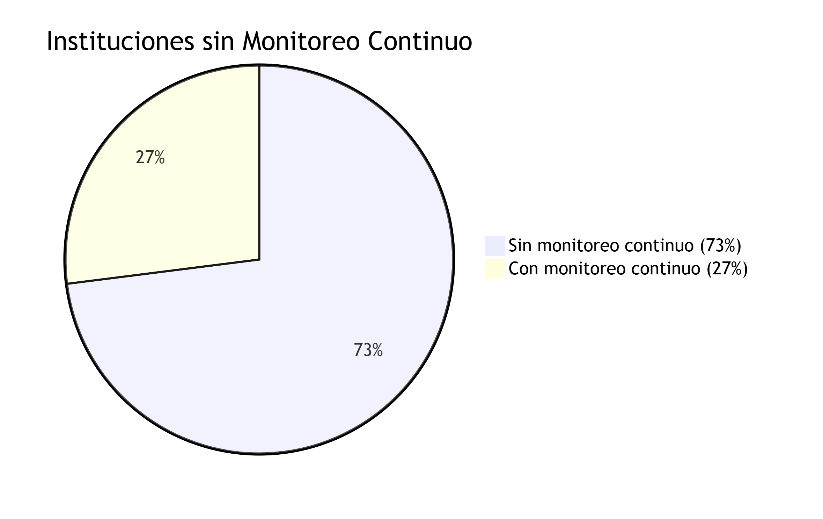 Instituciones sin Monitoreo Continuo
27%
73%
Sin monitoreo continuo (73%)
Con monitoreo continuo (27%)